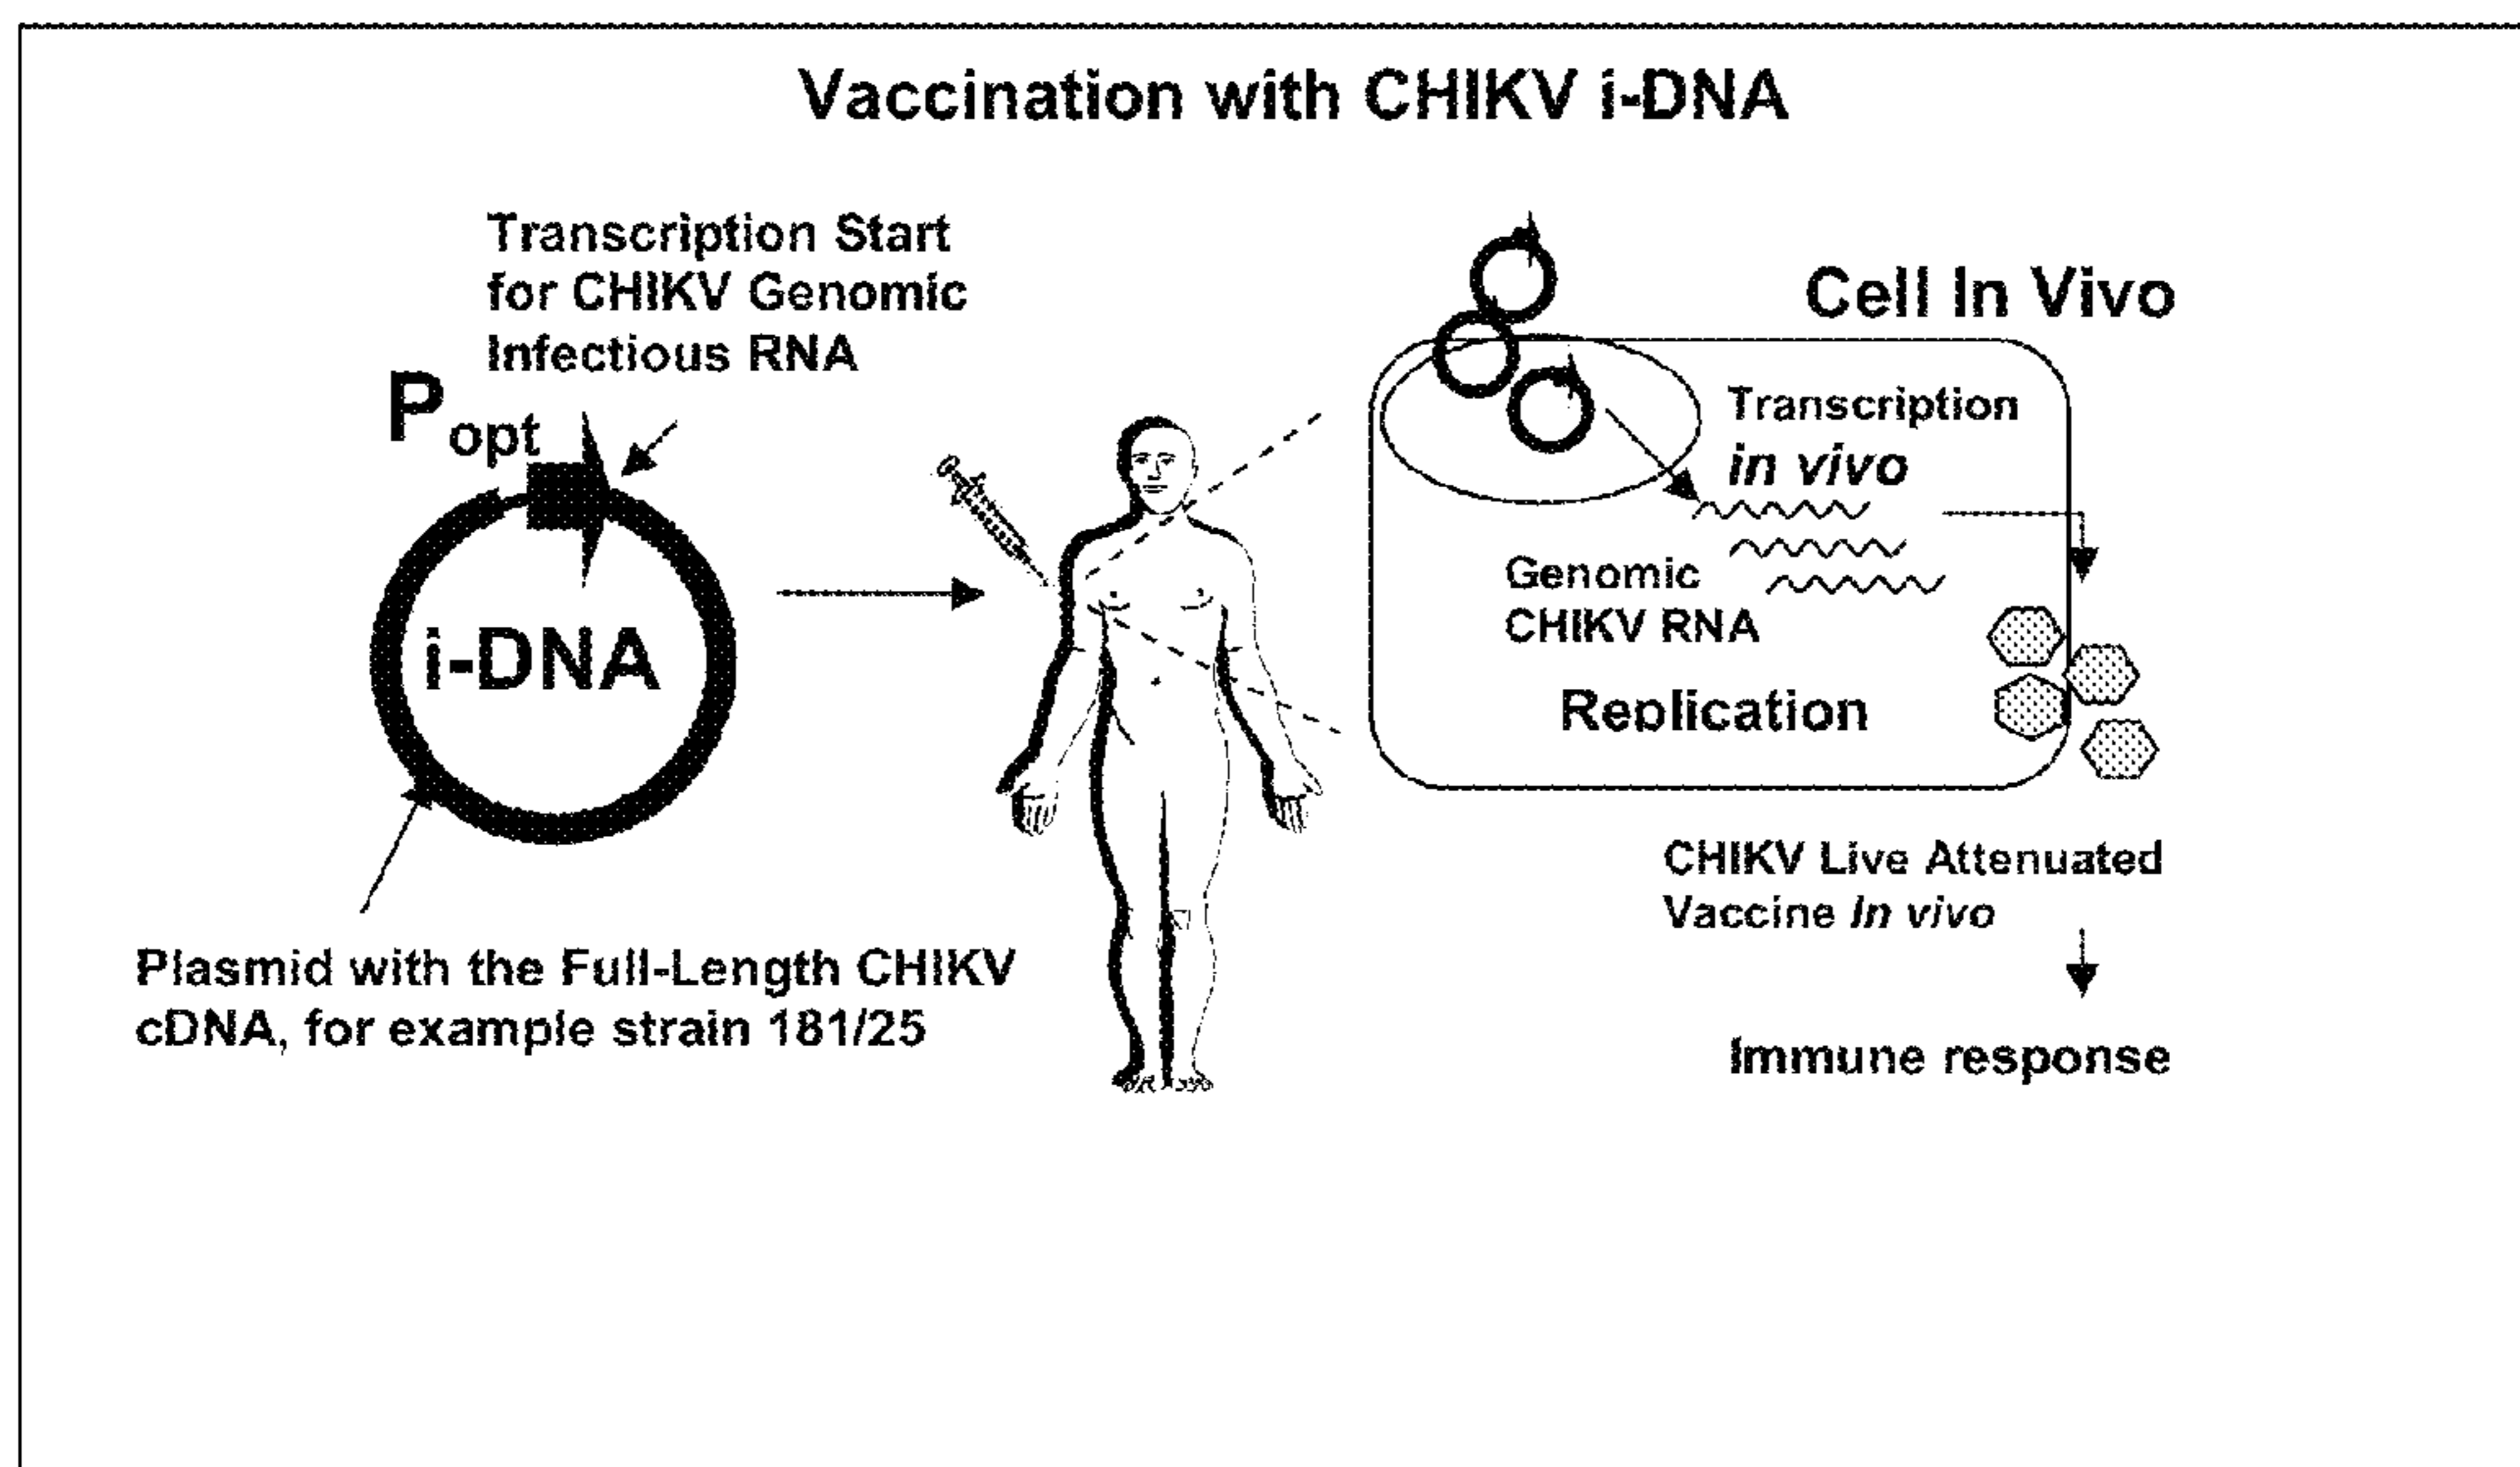 Vaccination with CHIKV i-DNA
Transcription Start
for CHIKV Genomic
Infectious RNA
Popt
i-DNA
Plasmid with the Full-Length CHIKV
cDNA, for example strain 181/25
Cell In Vivo
Transcription
in vivo
Genomic
CHIKV RNA
Replication
CHIKV Live Attenuated
Vaccine In vivo
Immune response